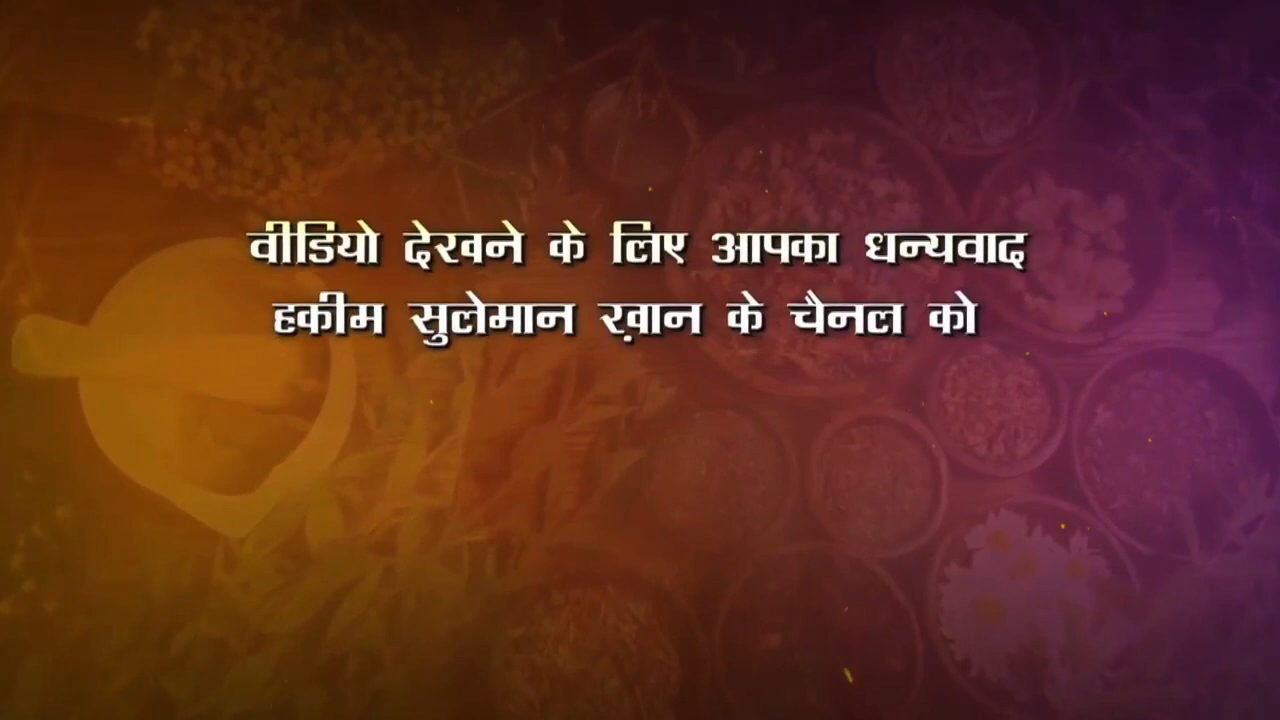 वीडियो देखने के लिए आपका धन्यवाद
हकीम सुलेमान ख़ान के चैनल को